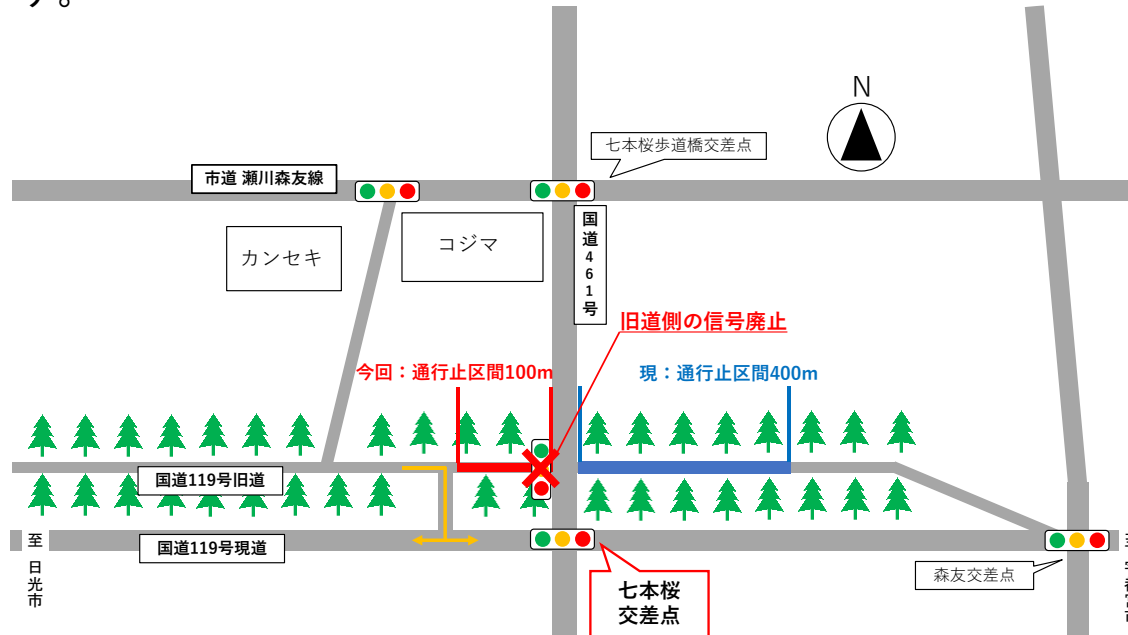 す。
N
七本桜歩道橋交差点
市道 瀬川森友線
国道461号
カンセキ
コジマ
旧道側の信号廃止
今回：通行止区間100m
現：通行止区間400m
国道119号旧道
国道119号現道
至 日光市
七本桜
交差点
森友交差点